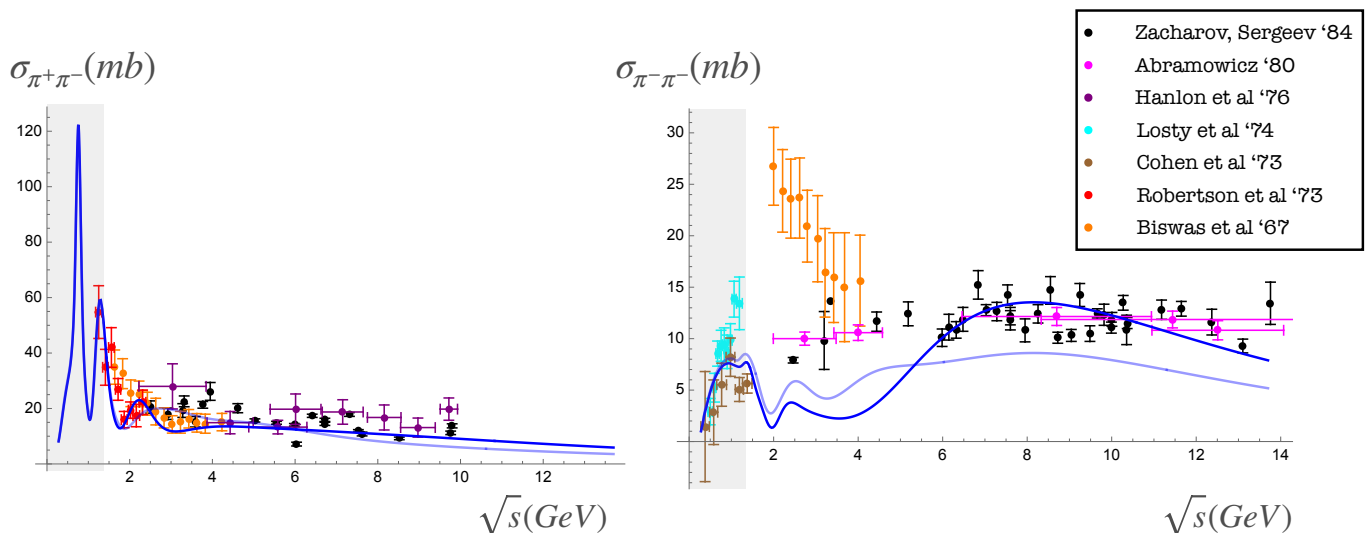 σπ+π−(mb)
120
100
80
60
40
20
2
4
6
8
10
12
√s(GeV)
σπ−π−(mb)
30
25
20
15
10
5
2
4
6
8
10
12
14
√s(GeV)
Zacharov, Sergeev ‘84
Abramowicz ‘80
Hanlon et al ‘76
Losty et al ‘74
Cohen et al ‘73
Robertson et al ‘73
Biswas et al ‘67